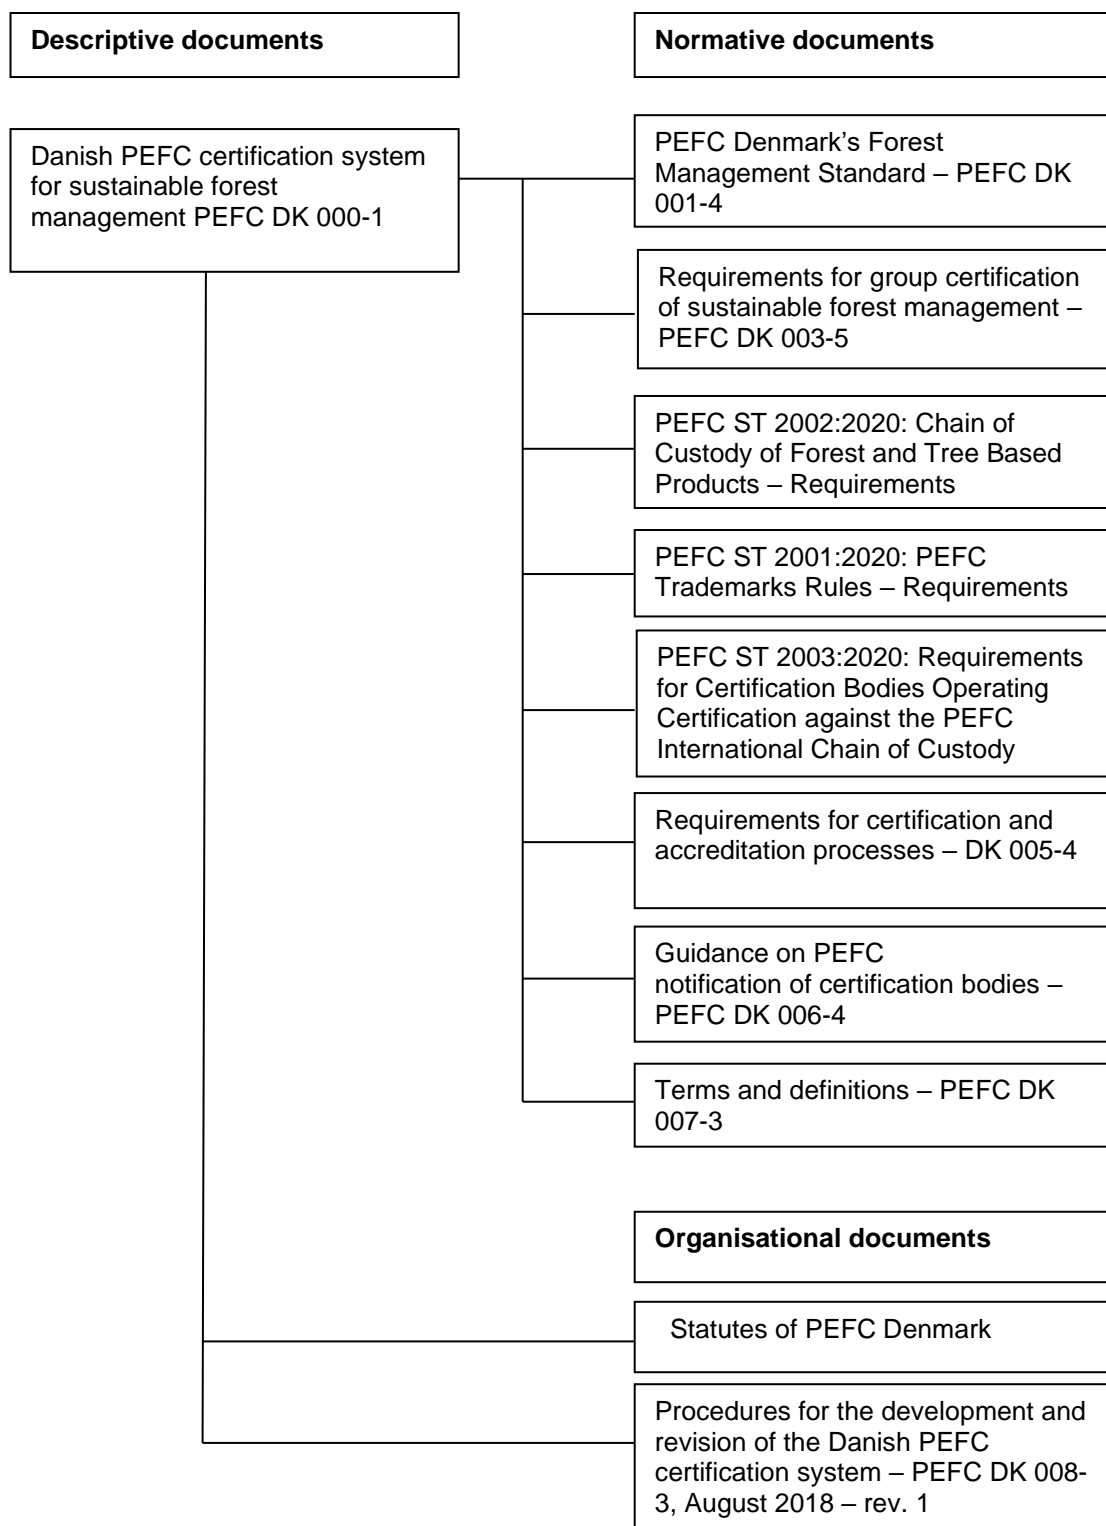 Descriptive documents
Normative documents
Danish PEFC certification system
for sustainable forest
management PEFC DK 000-1
PEFC Denmark’s Forest
Management Standard – PEFC DK
001-4
Requirements for group certification
of sustainable forest management –
PEFC DK 003-5
PEFC ST 2002:2020: Chain of
Custody of Forest and Tree Based
Products – Requirements
PEFC ST 2001:2020: PEFC
Trademarks Rules – Requirements
PEFC ST 2003:2020: Requirements
for Certification Bodies Operating
Certification against the PEFC
International Chain of Custody
Requirements for certification and
accreditation processes – DK 005-4
Guidance on PEFC
notification of certification bodies –
PEFC DK 006-4
Terms and definitions – PEFC DK
007-3
Organisational documents
Statutes of PEFC Denmark
Procedures for the development and
revision of the Danish PEFC
certification system – PEFC DK 008-
3, August 2018 – rev. 1